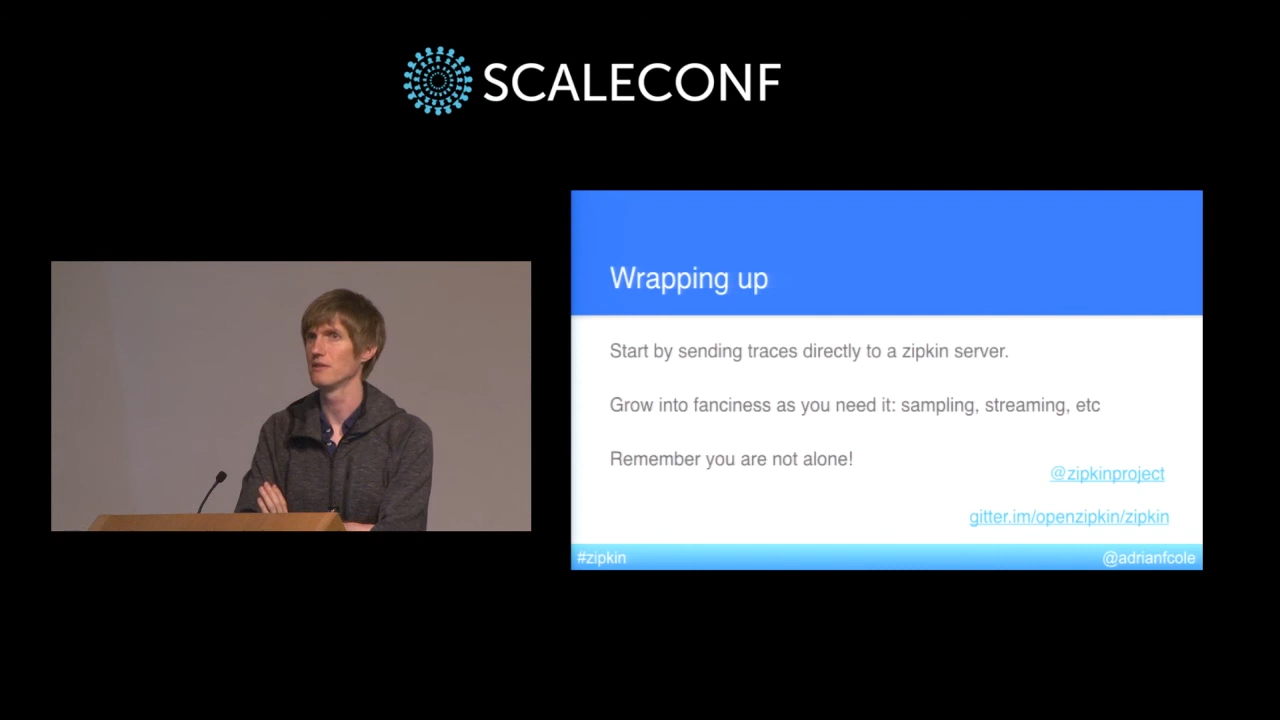 SCALECONF
Wrapping up
Start by sending traces directly to a zipkin server.
Grow into fanciness as you need it: sampling, streaming, etc
Remember you are not alone!
@zipkinproject
gitter.im/openzipkin/zipkin
#zipkin
@adrianfcole